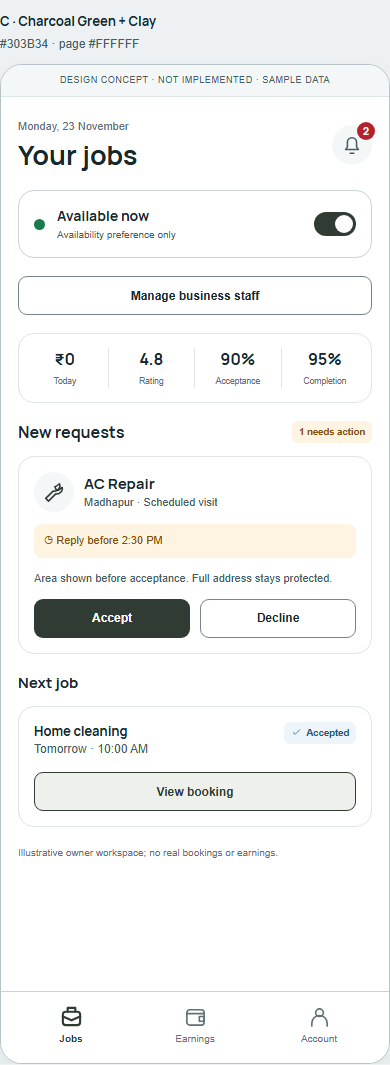 C · Charcoal Green + Clay
#303B34 · page #FFFFFF
DESIGN CONCEPT · NOT IMPLEMENTED · SAMPLE DATA
Monday, 23 November
Your jobs
2
Available now
Availability preference only
Manage business staff
₹0 4.8 90% 95%
Today Rating Acceptance Completion
New requests 1 needs action
AC Repair
Madhapur · Scheduled visit
Reply before 2:30 PM
Area shown before acceptance. Full address stays protected.
Accept Decline
Next job
Home cleaning ✓ Accepted
Tomorrow · 10:00 AM
View booking
Illustrative owner workspace; no real bookings or earnings.
Jobs Earnings Account